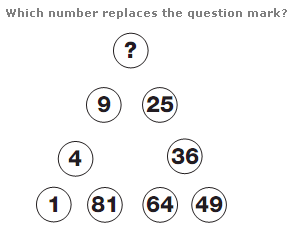 Which number replaces the question mark?
?
9 25
4 36
1 81 64 49